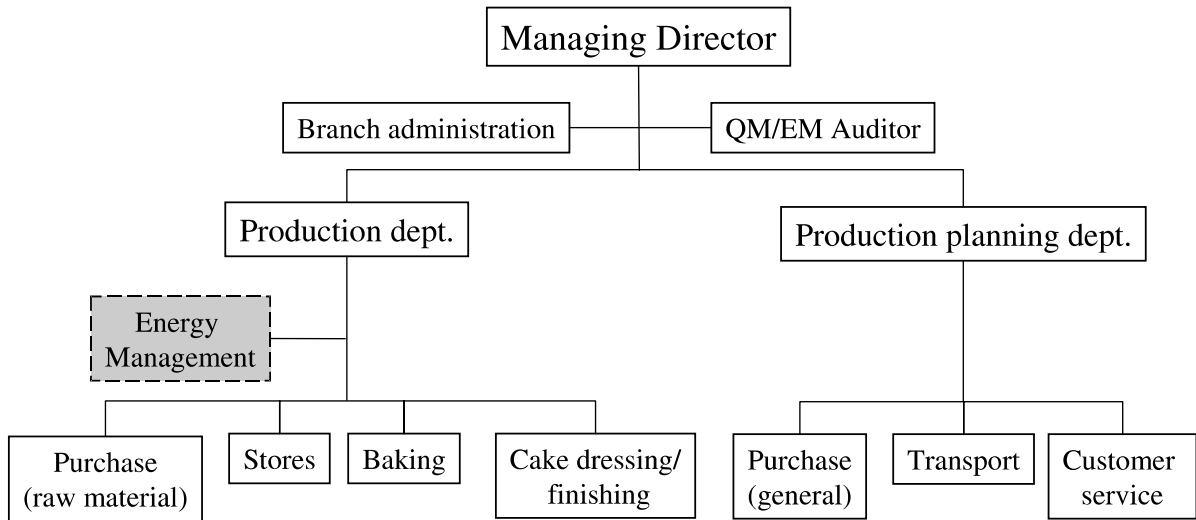 Managing Director
Branch administration
QM/EM Auditor
Production dept.
Production planning dept.
Energy
Management
Purchase
(raw material)
Stores
Baking
Cake dressing/
finishing
Purchase
(general)
Transport
Customer
service